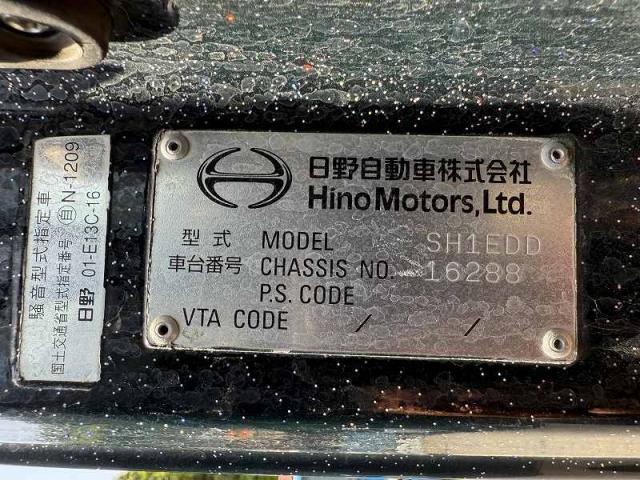 騒音型式指定車
国土交通省型式指定番号 自 N-1209
日野 01-E13C-16
日野自動車株式会社
Hino Motors, Ltd.
型式 MODEL SH1EDD
車台番号 CHASSIS NO. 16288
P.S. CODE
VTA CODE / /